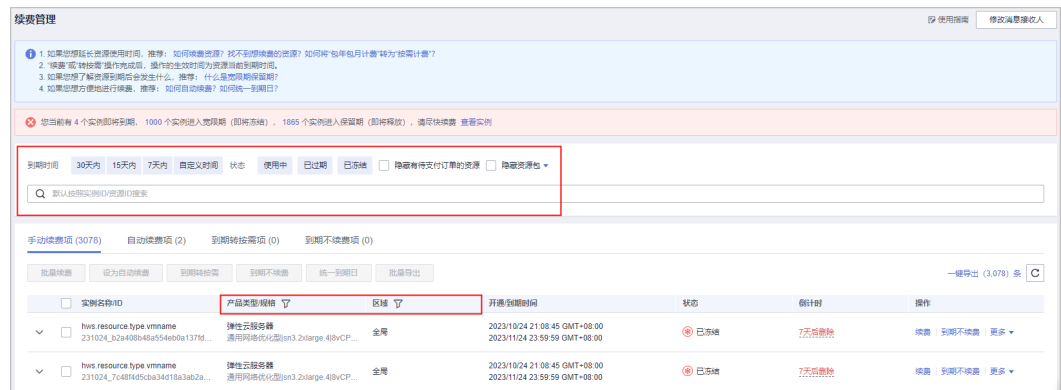 续费管理
使用指南 修改消息接收人
1. 如果您想延长资源使用时间，推荐： 如何续费资源？找不到想续费的资源？如何将“包年包月计费”转为“按需计费”？
2. “续费”或“转按需”操作完成后，操作的生效时间为资源当前到期时间。
3. 如果您想了解资源到期后会发生什么，推荐： 什么是宽限期保留期？
4. 如果您想方便地进行续费，推荐： 如何自动续费？如何统一到期日？
您当前有 4 个实例即将到期， 1000 个实例进入宽限期（即将冻结）， 1865 个实例进入保留期（即将释放），请尽快续费 查看实例
到期时间 30天内 15天内 7天内 自定义时间 状态 使用中 已过期 已冻结 隐藏有待支付订单的资源 隐藏资源包
默认按照实例ID/资源ID搜索
手动续费项 (3078) 自动续费项 (2) 到期转按需项 (0) 到期不续费项 (0)
批量续费 设为自动续费 到期转按需 到期不续费 统一到期日 批量导出 一键导出 (3,078) 条
实例名称/ID 产品类型/规格 区域 开通/到期时间 状态 倒计时 操作
hws.resource.type.vmname 弹性云服务器 2023/10/24 21:08:45 GMT+08:00
231024_b2a408b48a554eb0a137fd... 通用网络优化型|sn3.2xlarge.4|8vCP... 全局 2023/11/24 23:59:59 GMT+08:00 已冻结 7天后删除 续费 到期不续费 更多
hws.resource.type.vmname 弹性云服务器 2023/10/24 21:08:45 GMT+08:00
231024_7c48f4d5cba34d18a3ab2a... 通用网络优化型|sn3.2xlarge.4|8vCP... 全局 2023/11/24 23:59:59 GMT+08:00 已冻结 7天后删除 续费 到期不续费 更多